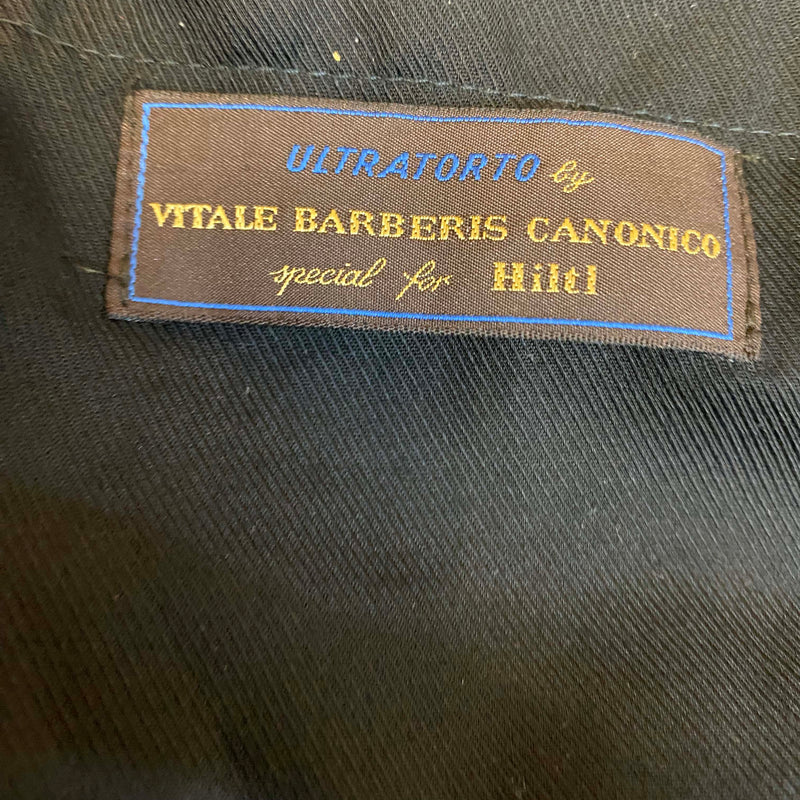 ULTRATORTO by
VITALE BARBERIS CANONICO
special for Hiltl